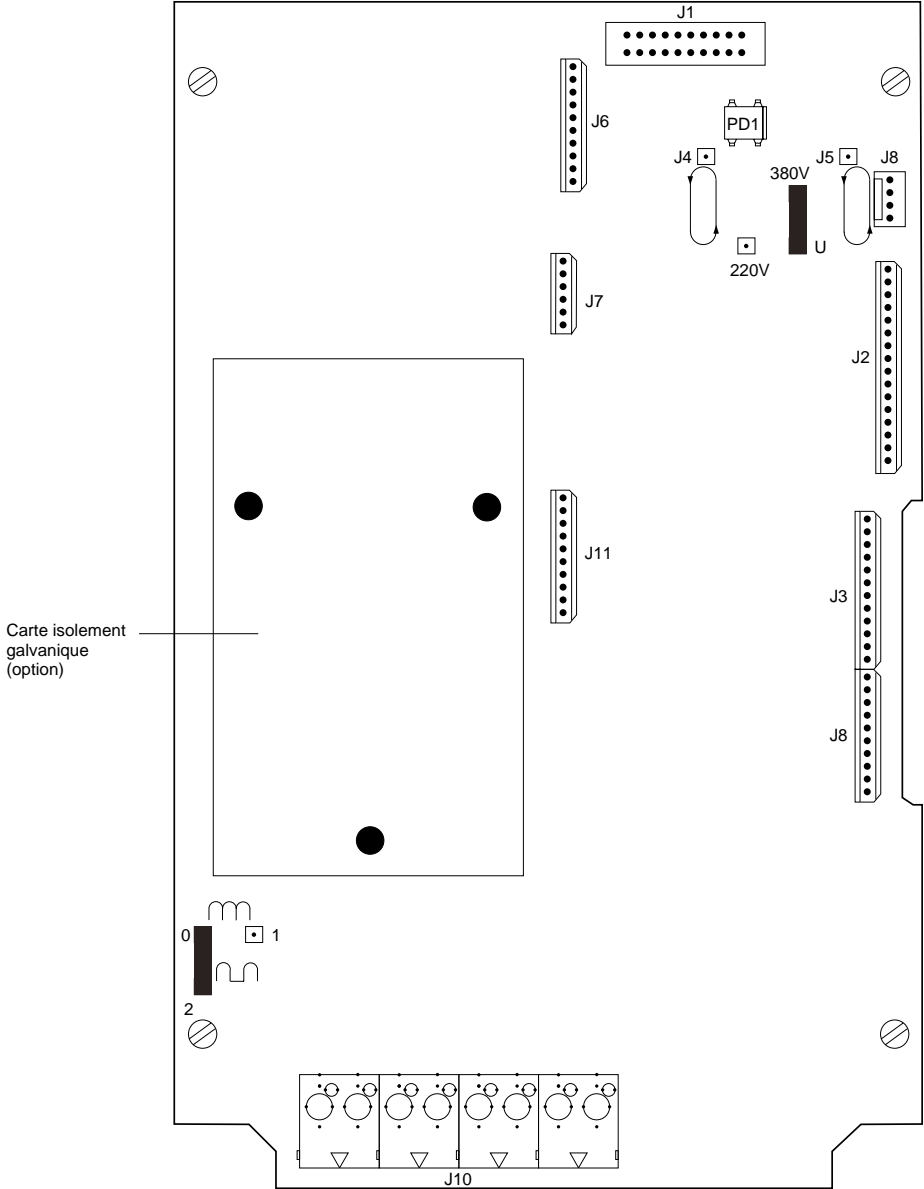 J1
J6
PD1
J4
J5
J8
380V
U
220V
J7
J2
J11
J3
Carte isolement
galvanique
(option)
J8
0
1
2
J10